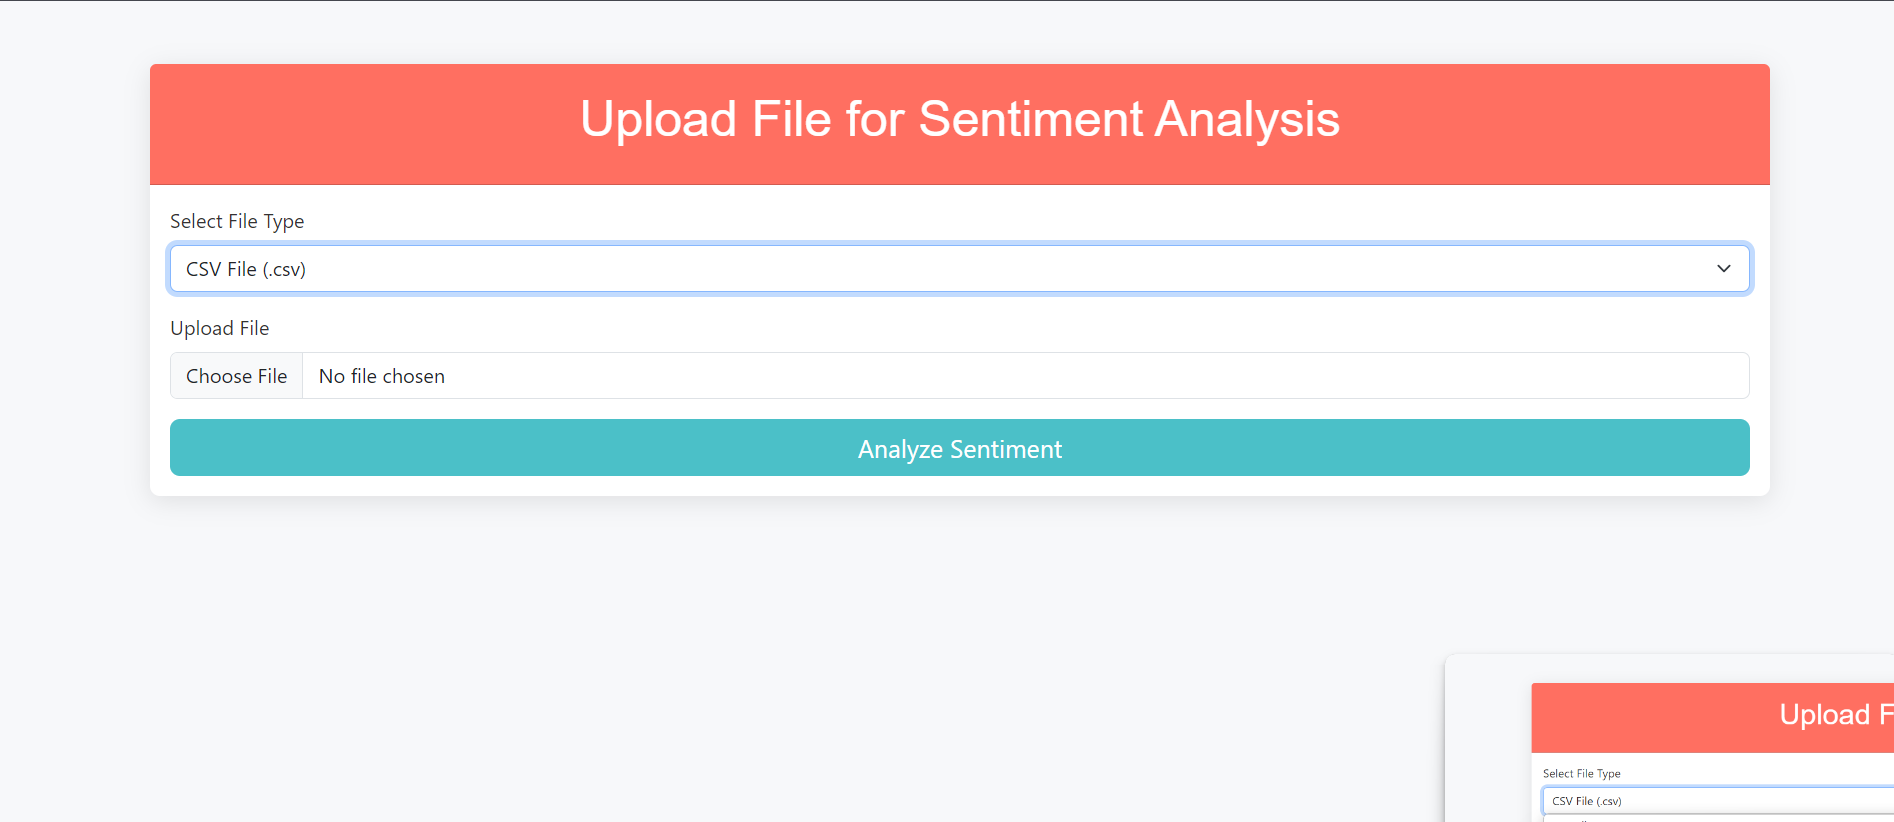 Upload File for Sentiment Analysis
Select File Type
CSV File (.csv)
Upload File
Choose File
No file chosen
Analyze Sentiment
Upload F
Select File Type
CSV File (.csv)